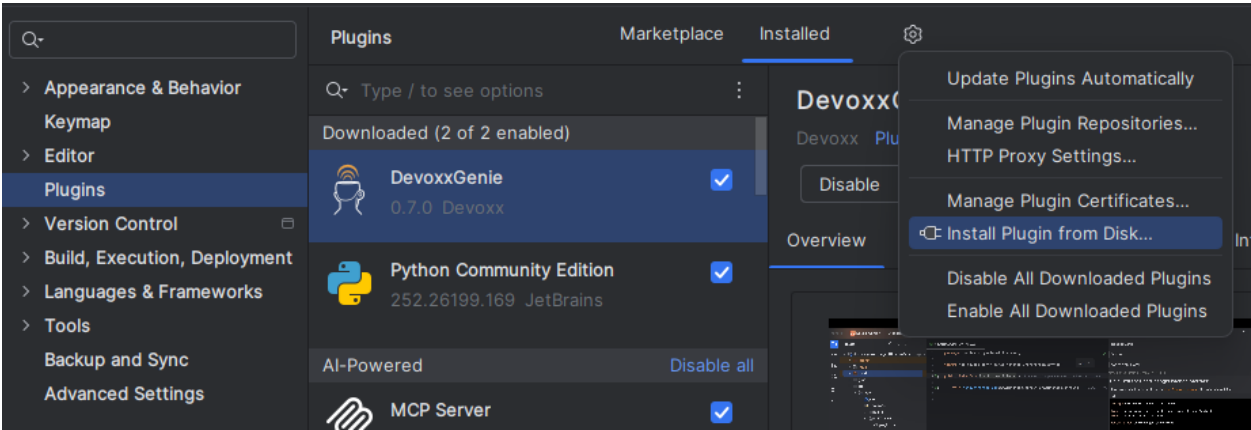 Plugins
Marketplace
Installed
Appearance & Behavior
Keymap
Editor
Plugins
Version Control
Build, Execution, Deployment
Languages & Frameworks
Tools
Backup and Sync
Advanced Settings
Type / to see options
Downloaded (2 of 2 enabled)
DevoxxGenie
0.7.0 Devoxx
Python Community Edition
252.26199.169 JetBrains
AI-Powered
Disable all
MCP Server
Devoxx
Devoxx Plu
Disable
Overview
Update Plugins Automatically
Manage Plugin Repositories...
HTTP Proxy Settings...
Manage Plugin Certificates...
Install Plugin from Disk...
Disable All Downloaded Plugins
Enable All Downloaded Plugins